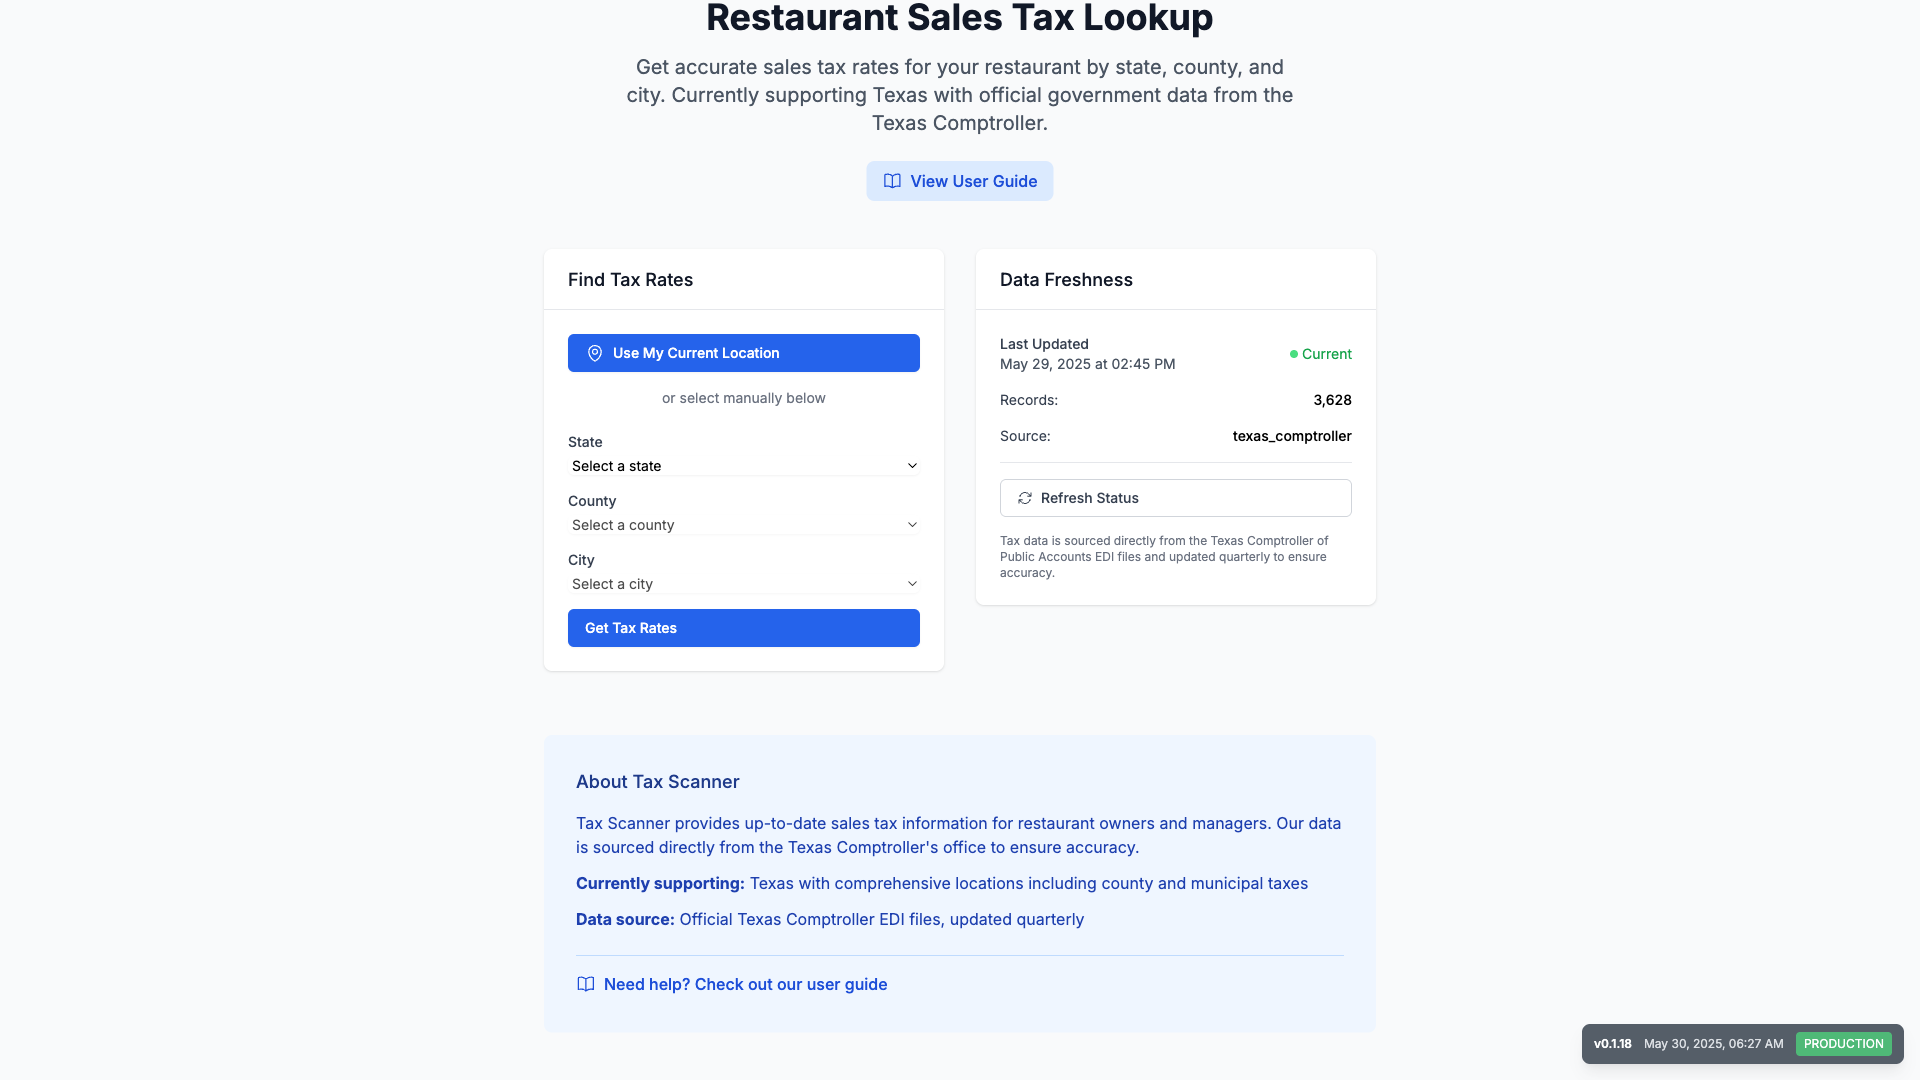 Restaurant Sales Tax Lookup
Get accurate sales tax rates for your restaurant by state, county, and
city. Currently supporting Texas with official government data from the
Texas Comptroller.
View User Guide
Find Tax Rates
Use My Current Location
or select manually below
State
Select a state
County
Select a county
City
Select a city
Get Tax Rates
Data Freshness
Last Updated
May 29, 2025 at 02:45 PM
Current
Records: 3,628
Source: texas_comptroller
Refresh Status
Tax data is sourced directly from the Texas Comptroller of
Public Accounts EDI files and updated quarterly to ensure
accuracy.
About Tax Scanner
Tax Scanner provides up-to-date sales tax information for restaurant owners and managers. Our data
is sourced directly from the Texas Comptroller's office to ensure accuracy.
Currently supporting: Texas with comprehensive locations including county and municipal taxes
Data source: Official Texas Comptroller EDI files, updated quarterly
Need help? Check out our user guide
v0.1.18 May 30, 2025, 06:27 AM PRODUCTION